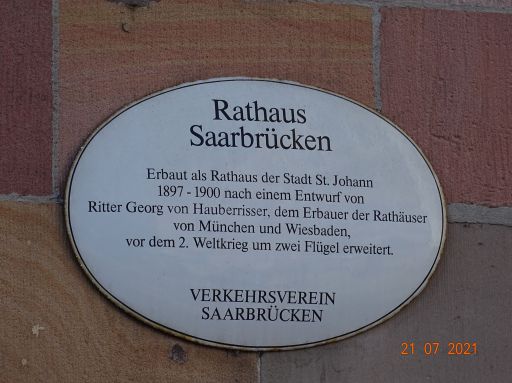 Rathaus
Saarbrücken
Erbaut als Rathaus der Stadt St. Johann
1897 - 1900 nach einem Entwurf von
Ritter Georg von Hauberrisser, dem Erbauer der Rathäuser
von München und Wiesbaden,
vor dem 2. Weltkrieg um zwei Flügel erweitert.
VERKEHRSVEREIN
SAARBRÜCKEN
21 07 2021